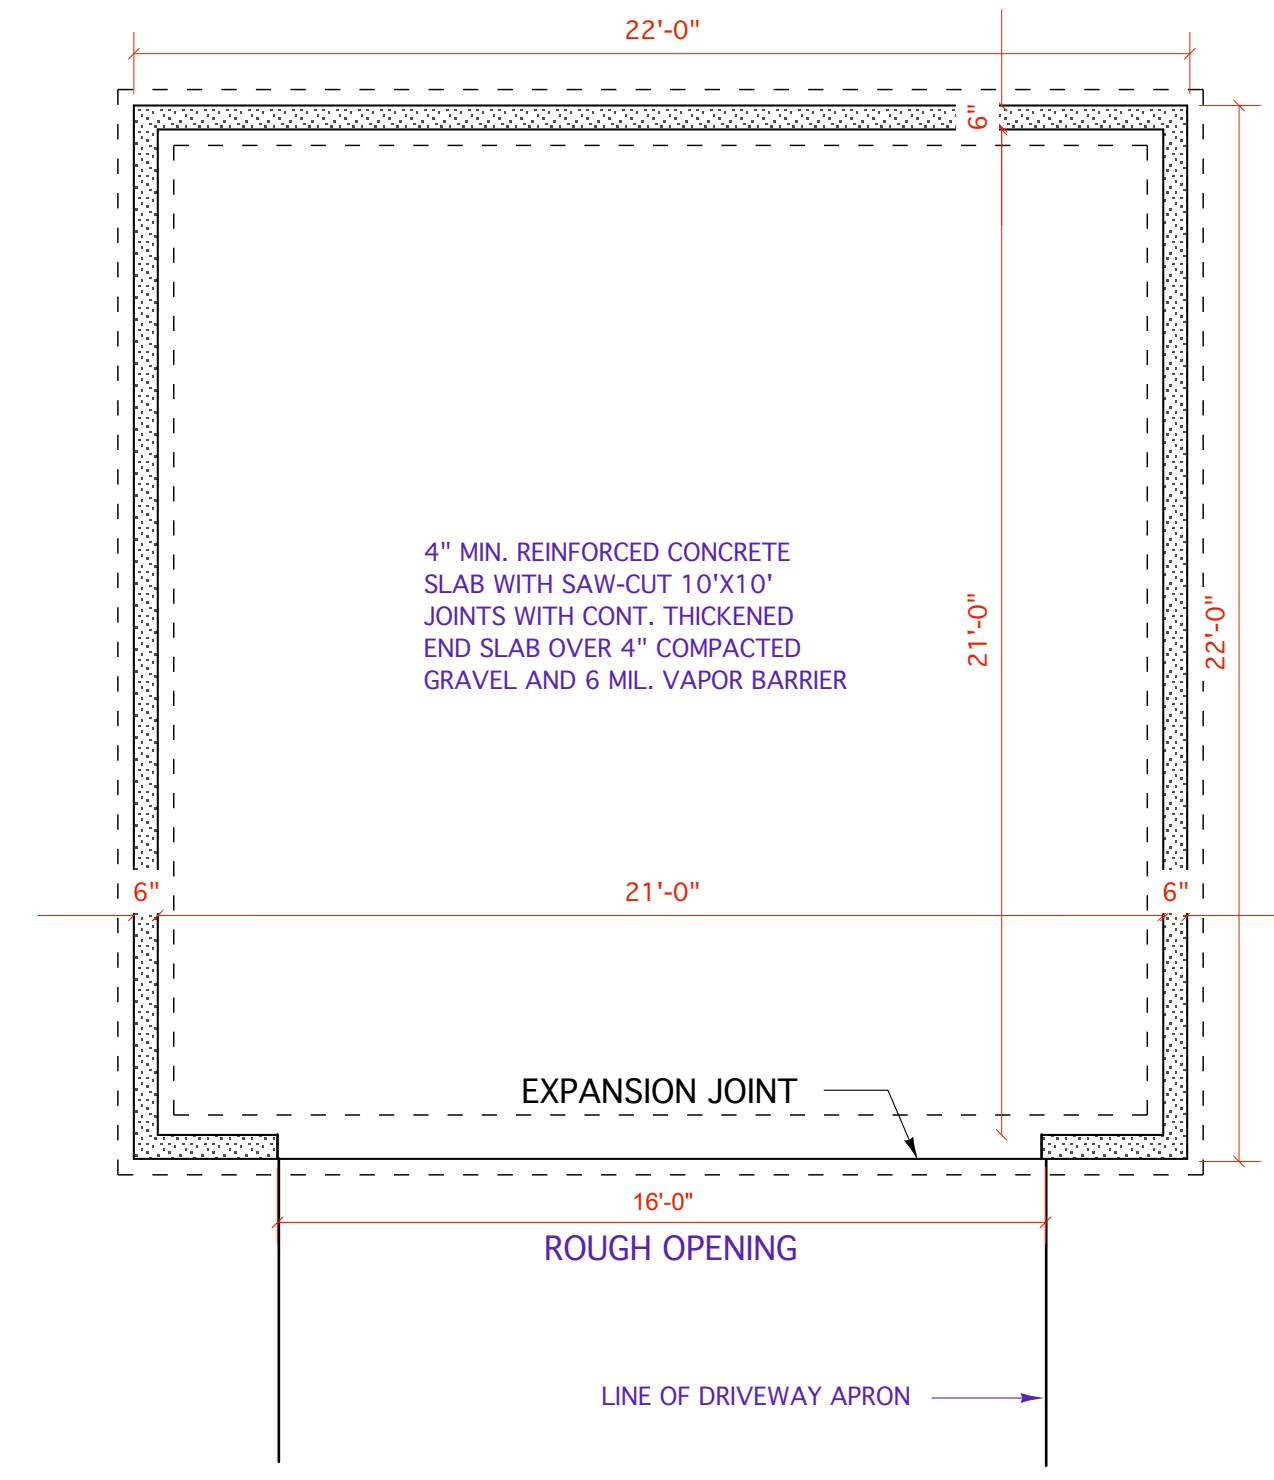 22'-0"
6"
4" MIN. REINFORCED CONCRETE
SLAB WITH SAW-CUT 10'X10'
JOINTS WITH CONT. THICKENED
END SLAB OVER 4" COMPACTED
GRAVEL AND 6 MIL. VAPOR BARRIER
21'-0"
22'-0"
6"
21'-0"
6"
EXPANSION JOINT
16'-0"
ROUGH OPENING
LINE OF DRIVEWAY APRON